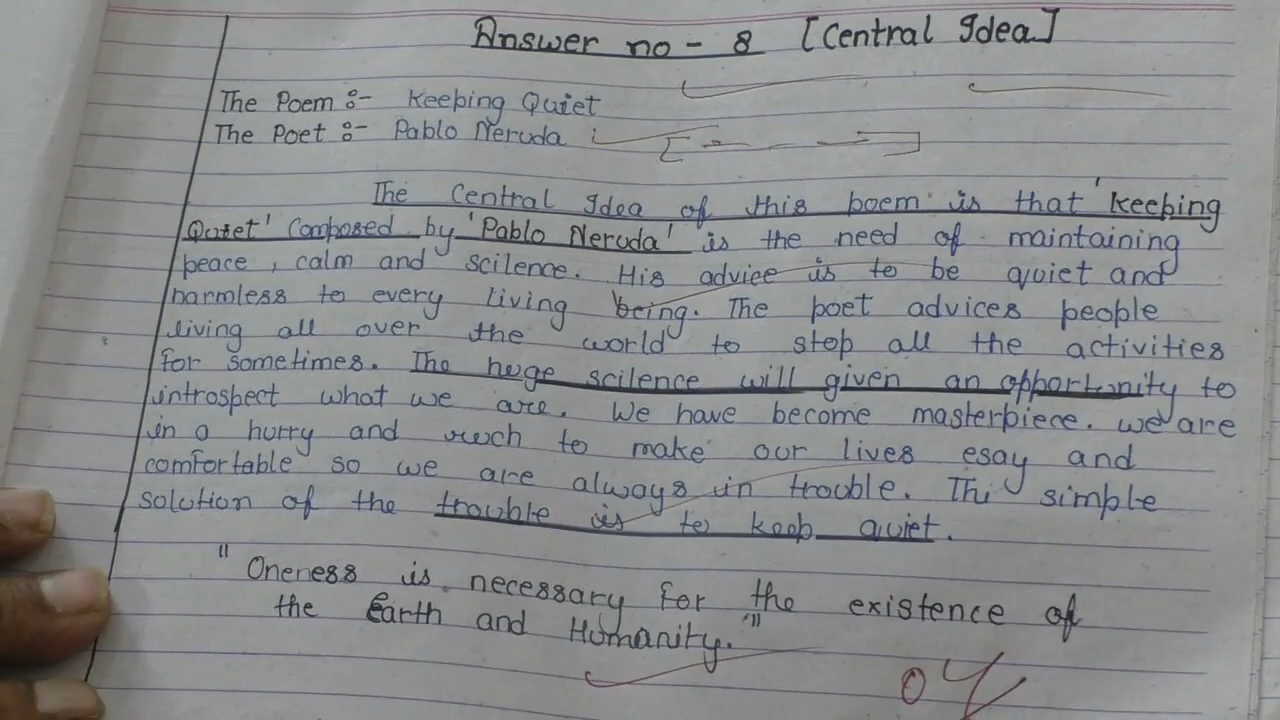 Answer no - 8 [Central Idea]
The Poem :- Keeping Quiet
The Poet :- Pablo Neruda
The Central Idea of this poem is that 'Keeping
Quiet' Composed by 'Pablo Neruda' is the need of maintaining
peace, calm and scilence. His advice is to be quiet and
harmless to every living being. The poet advices people
living all over the world to stop all the activities
for sometimes. The huge scilence will given an opportunity to
introspect what we are. We have become masterpiece. we are
in a hurry and to make our lives esay and
comfortable so we are always in trouble. The simple
solution of the trouble is to keep quiet.
"Oneness is necessary for the existence of
the Earth and Humanity."
04